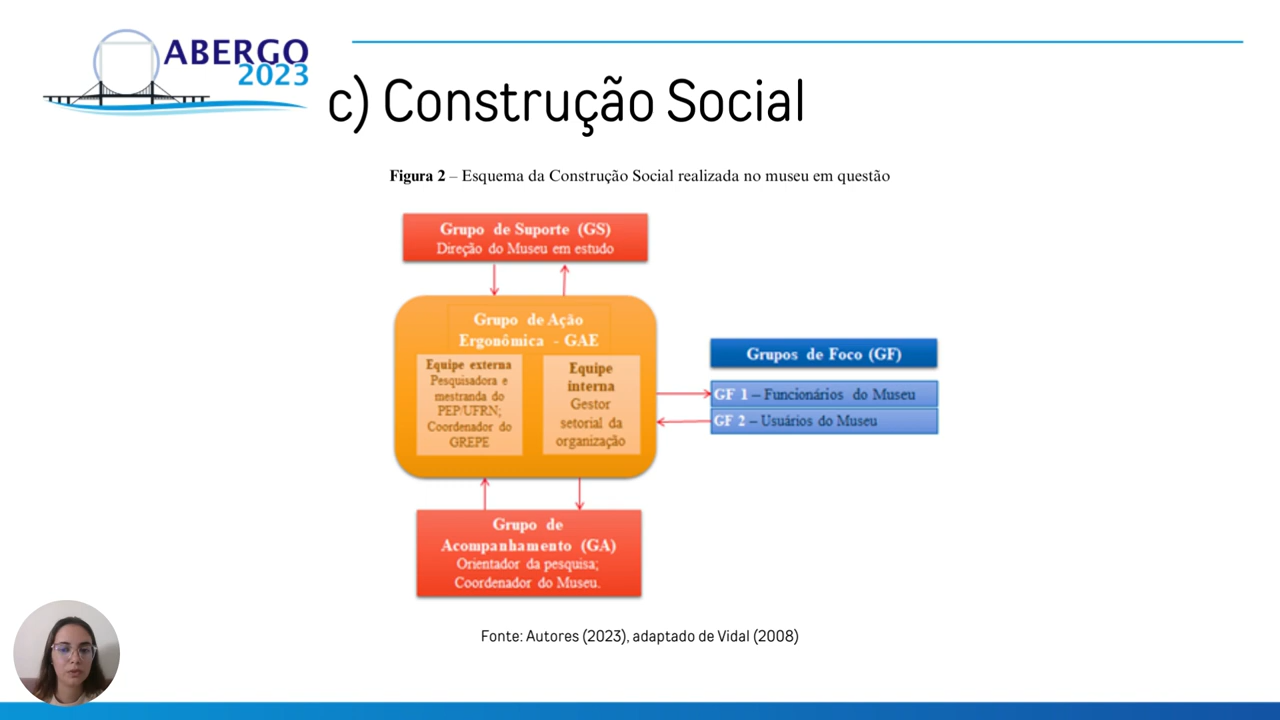 ABERGO
2023
c) Construção Social
Figura 2 – Esquema da Construção Social realizada no museu em questão
Grupo de Suporte (GS)
Direção do Museu em estudo
Grupo de Ação
Ergonômica - GAE
Equipe externa
Pesquisadora e
mestranda do
PEP/UFRN;
Coordenador do
GREPE
Equipe
interna
Gestor
setorial da
organização
Grupos de Foco (GF)
GF 1 – Funcionários do Museu
GF 2 – Usuários do Museu
Grupo de
Acompanhamento (GA)
Orientador da pesquisa;
Coordenador do Museu.
Fonte: Autores (2023), adaptado de Vidal (2008)